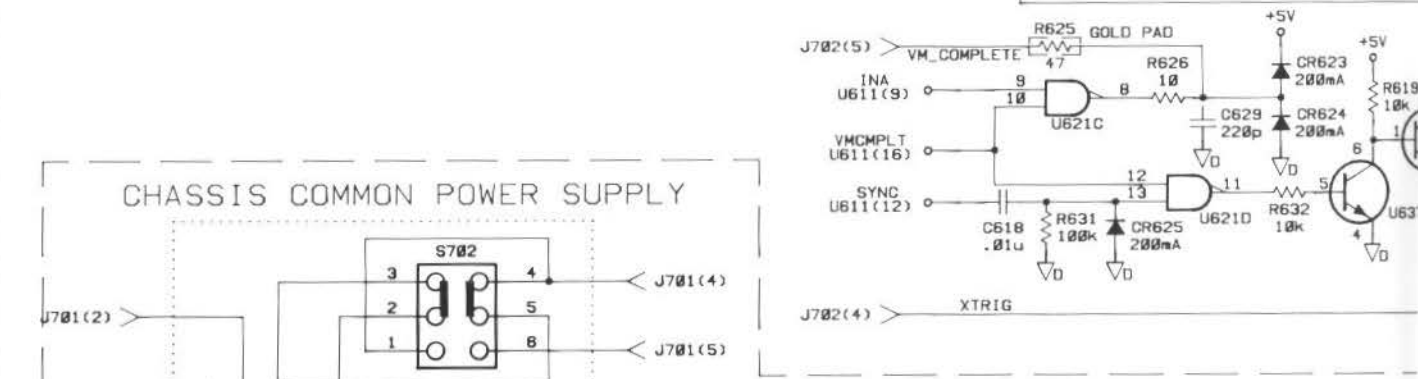 +5V
R625
GOLD PAD
J702(5)
VM_COMPLETE
47
+5V
CR623
200mA
R626
10
INA
U611(9)
9
10
8
U621C
R619
10k
C629
220p
CR624
200mA
1
VMCMPLT
U611(16)
D
D
6
12
13
11
SYNC
U611(12)
U621D
R632
10k
5
4
D
C618
.01u
R631
100k
CR625
200mA
D
D
CHASSIS COMMON POWER SUPPLY
S702
3
4
J701(4)
J701(2)
2
5
1
6
J701(5)
J702(4)
XTRIG